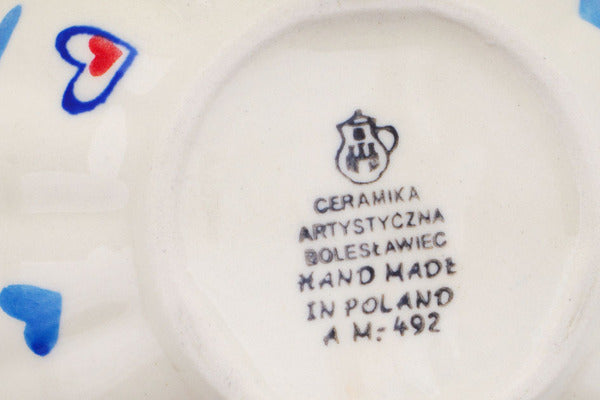 CERAMIKA
ARTYSTYCZNA
BOLESŁAWIEC
HAND MADE
IN POLAND
A M.- 492